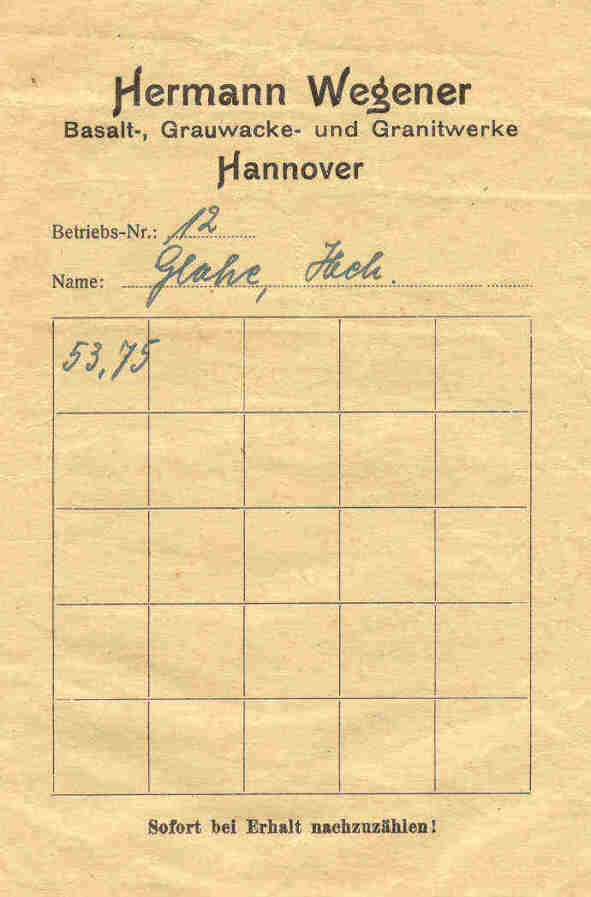 Hermann Wegener
Basalt-, Grauwacke- und Granitwerke
Hannover
Betriebs-Nr.: 12
Name: Glahe,
53,75
Sofort bei Erhalt nachzuzählen!